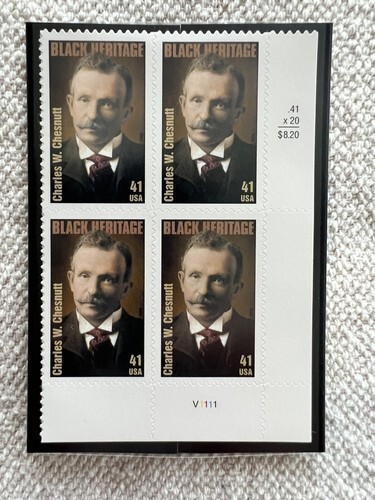 BLACK HERITAGE
Charles W. Chesnutt
41
USA
BLACK HERITAGE
Charles W. Chesnutt
41
USA
.41
x 20
$8.20
BLACK HERITAGE
Charles W. Chesnutt
41
USA
BLACK HERITAGE
Charles W. Chesnutt
41
USA
V1111